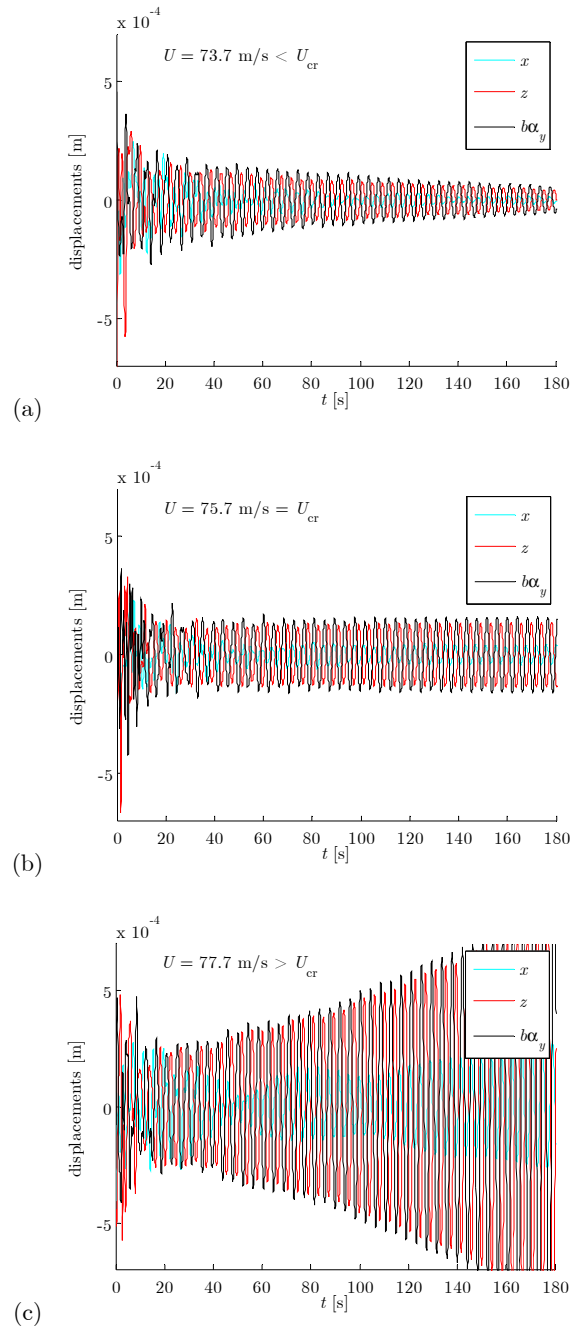 x 10^-4
U = 73.7 m/s < U_cr
x
z
bα_y
5
0
-5
displacements [m]
0 20 40 60 80 100 120 140 160 180
t [s]
(a)
x 10^-4
U = 75.7 m/s = U_cr
x
z
bα_y
5
0
-5
displacements [m]
0 20 40 60 80 100 120 140 160 180
t [s]
(b)
x 10^-4
U = 77.7 m/s > U_cr
x
z
bα_y
5
0
-5
displacements [m]
0 20 40 60 80 100 120 140 160 180
t [s]
(c)